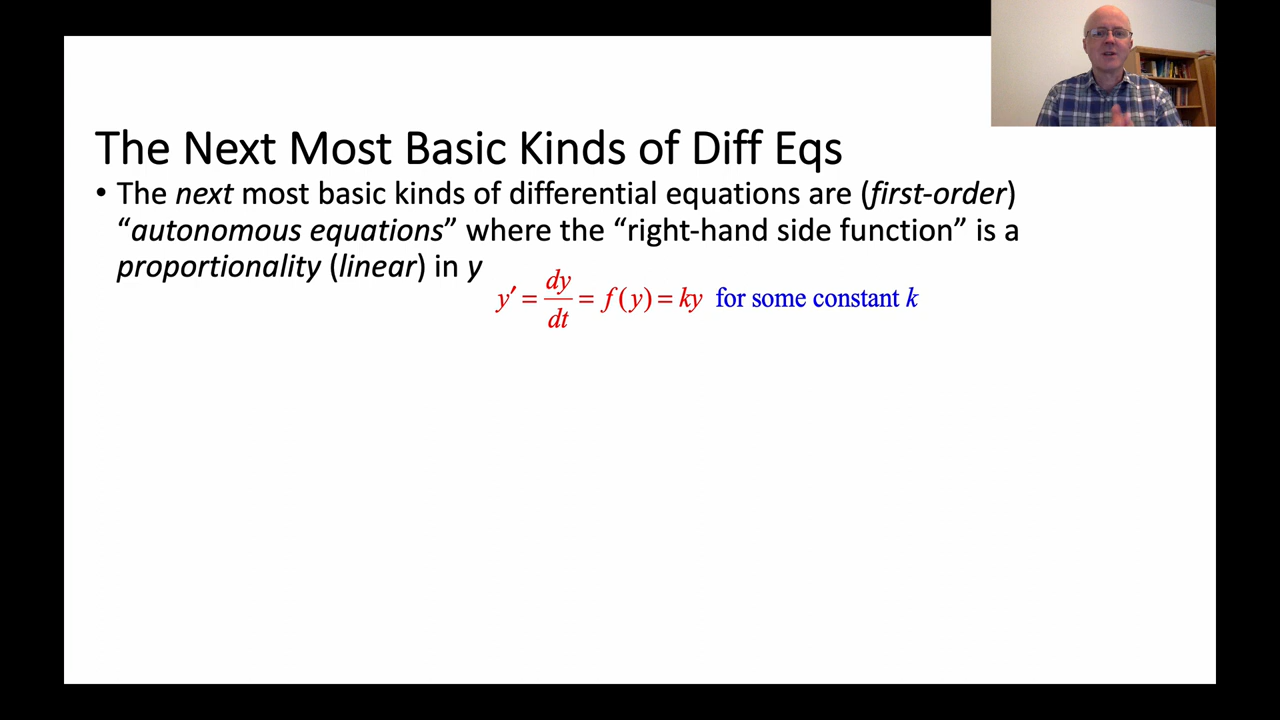 The Next Most Basic Kinds of Diff Eqs
• The next most basic kinds of differential equations are (first-order)
“autonomous equations” where the “right-hand side function” is a
proportionality (linear) in y
y′ = dy/dt = f(y) = ky for some constant k